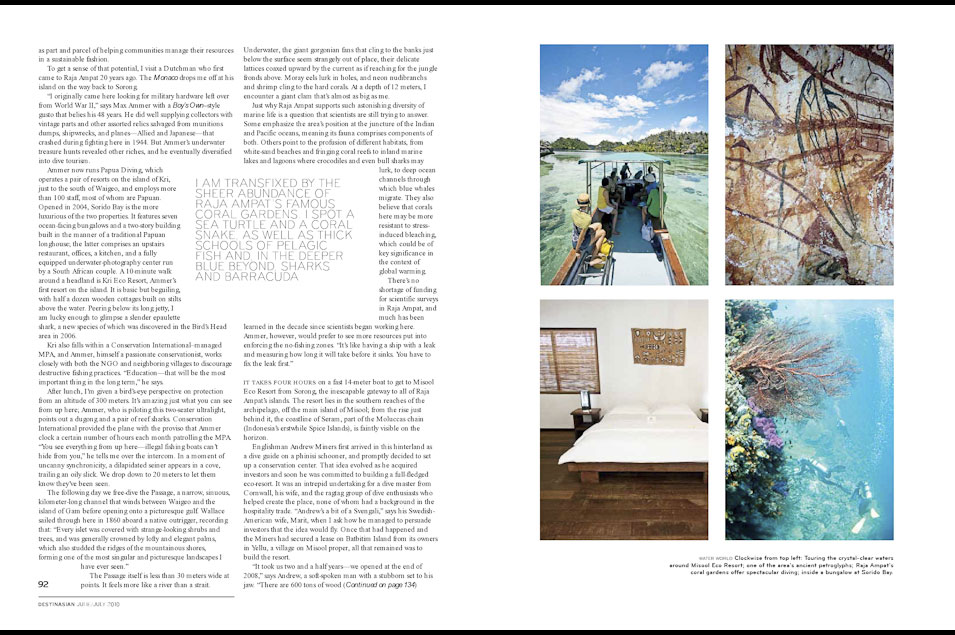 as part and parcel of helping communities manage their resources
in a sustainable fashion.
To get a sense of that potential, I visit a Dutchman who first
came to Raja Ampat 20 years ago. The Monaco drops me off at his
island on the way back to Sorong.
“I originally came here looking for military hardware left over
from World War II,” says Max Ammer with a Boy's Own–style
gusto that belies his 48 years. He did well supplying collectors with
vintage parts and other assorted relics salvaged from munitions
dumps, shipwrecks, and planes—Allied and Japanese—that
crashed during fighting here in 1944. But Ammer's underwater
treasure hunts revealed other riches, and he eventually diversified
into dive tourism.
Ammer now runs Papua Diving, which
operates a pair of resorts on the island of Kri,
just to the south of Waigeo, and employs more
than 100 staff, most of whom are Papuan.
Opened in 2004, Sorido Bay is the more
luxurious of the two properties. It features seven
ocean-facing bungalows and a two-story building
built in the manner of a traditional Papuan
longhouse; the latter comprises an upstairs
restaurant, offices, a kitchen, and a fully
equipped underwater-photography center run
by a South African couple. A 10-minute walk
around a headland is Kri Eco Resort, Ammer's
first resort on the island. It is basic but beguiling,
with half a dozen wooden cottages built on stilts
above the water. Peering below its long jetty, I
am lucky enough to glimpse a slender epaulette
shark, a new species of which was discovered in the Bird's Head
area in 2006.
Kri also falls within a Conservation International–managed
MPA, and Ammer, himself a passionate conservationist, works
closely with both the NGO and neighboring villages to discourage
destructive fishing practices. “Education—that will be the most
important thing in the long term,” he says.
After lunch, I'm given a bird's-eye perspective on protection
from an altitude of 300 meters. It's amazing just what you can see
from up here; Ammer, who is piloting this two-seater ultralight,
points out a dugong and a pair of reef sharks. Conservation
International provided the plane with the proviso that Ammer
clock a certain number of hours each month patrolling the MPA.
“You see everything from up here—illegal fishing boats can't
hide from you,” he tells me over the intercom. In a moment of
uncanny synchronicity, a dilapidated seiner appears in a cove,
trailing an oily slick. We drop down to 20 meters to let them
know they've been seen.
The following day we free-dive the Passage, a narrow, sinuous,
kilometer-long channel that winds between Waigeo and the
island of Gam before opening onto a picturesque gulf. Wallace
sailed through here in 1860 aboard a native outrigger, recording
that: “Every islet was covered with strange-looking shrubs and
trees, and was generally crowned by lofty and elegant palms,
which also studded the ridges of the mountainous shores,
forming one of the most singular and picturesque landscapes I
have ever seen.”
The Passage itself is less than 30 meters wide at
points. It feels more like a river than a strait.
92
DESTINASIAN JUNE/JULY 2010
Underwater, the giant gorgonian fans that cling to the banks just
below the surface seem strangely out of place, their delicate
lattices coaxed upward by the current as if reaching for the jungle
fronds above. Moray eels lurk in holes, and neon nudibranchs
and shrimp cling to the hard corals. At a depth of 12 meters, I
encounter a giant clam that's almost as big as me.
Just why Raja Ampat supports such astonishing diversity of
marine life is a question that scientists are still trying to answer.
Some emphasize the area's position at the juncture of the Indian
and Pacific oceans, meaning its fauna comprises components of
both. Others point to the profusion of different habitats, from
white-sand beaches and fringing coral reefs to inland marine
lakes and lagoons where crocodiles and even bull sharks may
lurk, to deep ocean
channels through
which blue whales
migrate. They also
believe that corals
here may be more
resistant to stress-
induced bleaching,
which could be of
key significance in
the context of
global warming.
There's no
shortage of funding
for scientific surveys
in Raja Ampat, and
much has been
learned in the decade since scientists began working here.
Ammer, however, would prefer to see more resources put into
enforcing the no-fishing zones. “It's like having a ship with a leak
and measuring how long it will take before it sinks. You have to
fix the leak first.”
I AM TRANSFIXED BY THE
SHEER ABUNDANCE OF
RAJA AMPAT'S FAMOUS
CORAL GARDENS. I SPOT A
SEA TURTLE AND A CORAL
SNAKE, AS WELL AS THICK
SCHOOLS OF PELAGIC
FISH AND, IN THE DEEPER
BLUE BEYOND, SHARKS
AND BARRACUDA
IT TAKES FOUR HOURS on a fast 14-meter boat to get to Misool
Eco Resort from Sorong, the inescapable gateway to all of Raja
Ampat's islands. The resort lies in the southern reaches of the
archipelago, off the main island of Misool; from the rise just
behind it, the coastline of Seram, part of the Moluccas chain
(Indonesia's erstwhile Spice Islands), is faintly visible on the
horizon.
Englishman Andrew Miners first arrived in this hinterland as
a dive guide on a phinisi schooner, and promptly decided to set
up a conservation center. That idea evolved as he acquired
investors and soon he was committed to building a full-fledged
eco-resort. It was an intrepid undertaking for a dive master from
Cornwall, his wife, and the ragtag group of dive enthusiasts who
helped create the place, none of whom had a background in the
hospitality trade. “Andrew's a bit of a Svengali,” says his Swedish-
American wife, Marit, when I ask how he managed to persuade
investors that the idea would fly. Once that had happened and
the Miners had secured a lease on Batbitim Island from its owners
in Yellu, a village on Misool proper, all that remained was to
build the resort.
“It took us two and a half years—we opened at the end of
2008,” says Andrew, a soft-spoken man with a stubborn set to his
jaw. “There are 600 tons of wood (Continued on page 134)
WATER WORLD Clockwise from top left: Touring the crystal-clear waters
around Misool Eco Resort; one of the area's ancient petroglyphs; Raja Ampat's
coral gardens offer spectacular diving; inside a bungalow at Sorido Bay.